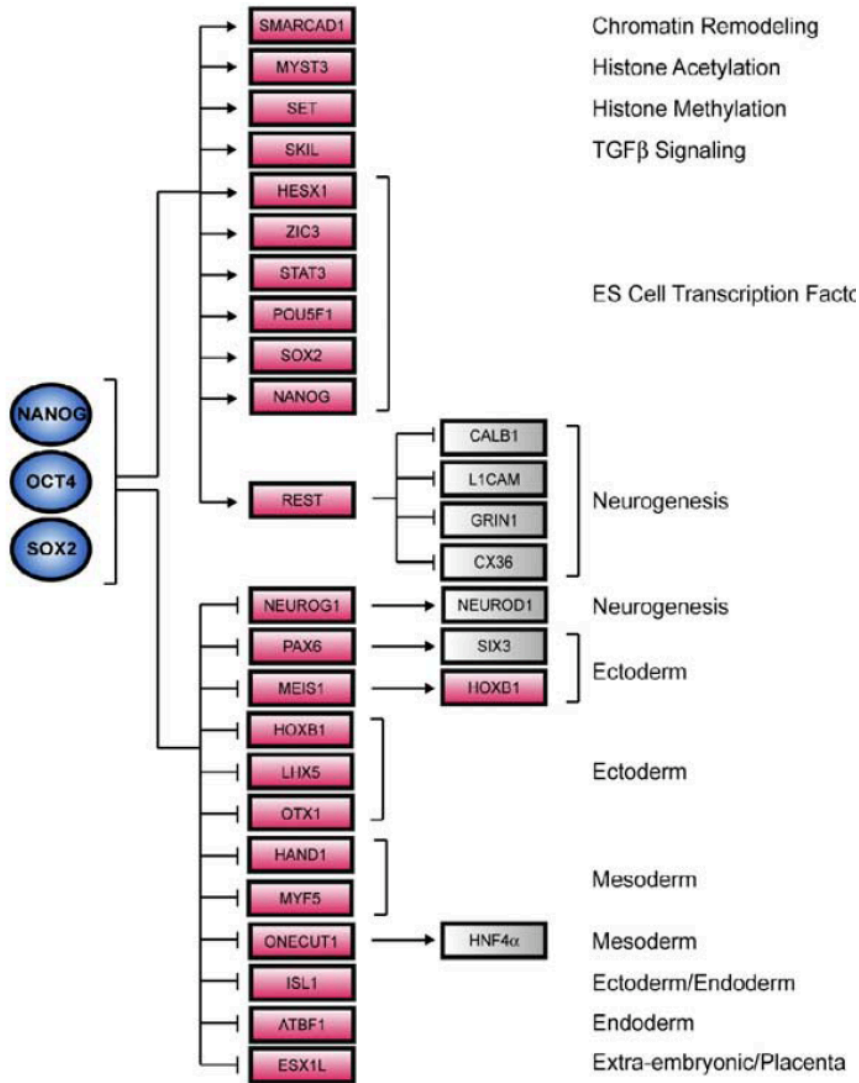 SMARCAD1 Chromatin Remodeling
MYST3 Histone Acetylation
SET Histone Methylation
SKIL TGFβ Signaling
HESX1
ZIC3
STAT3 ES Cell Transcription Facto
POU5F1
SOX2
NANOG
NANOG
OCT4
SOX2
CALB1
L1CAM
REST Neurogenesis
GRIN1
CX36
NEUROG1 NEUROD1 Neurogenesis
PAX6 SIX3
Ectoderm
MEIS1 HOXB1
HOXB1
LHX5 Ectoderm
OTX1
HAND1
Mesoderm
MYF5
ONECUT1 HNF4α Mesoderm
ISL1 Ectoderm/Endoderm
ATBF1 Endoderm
ESX1L Extra-embryonic/Placenta